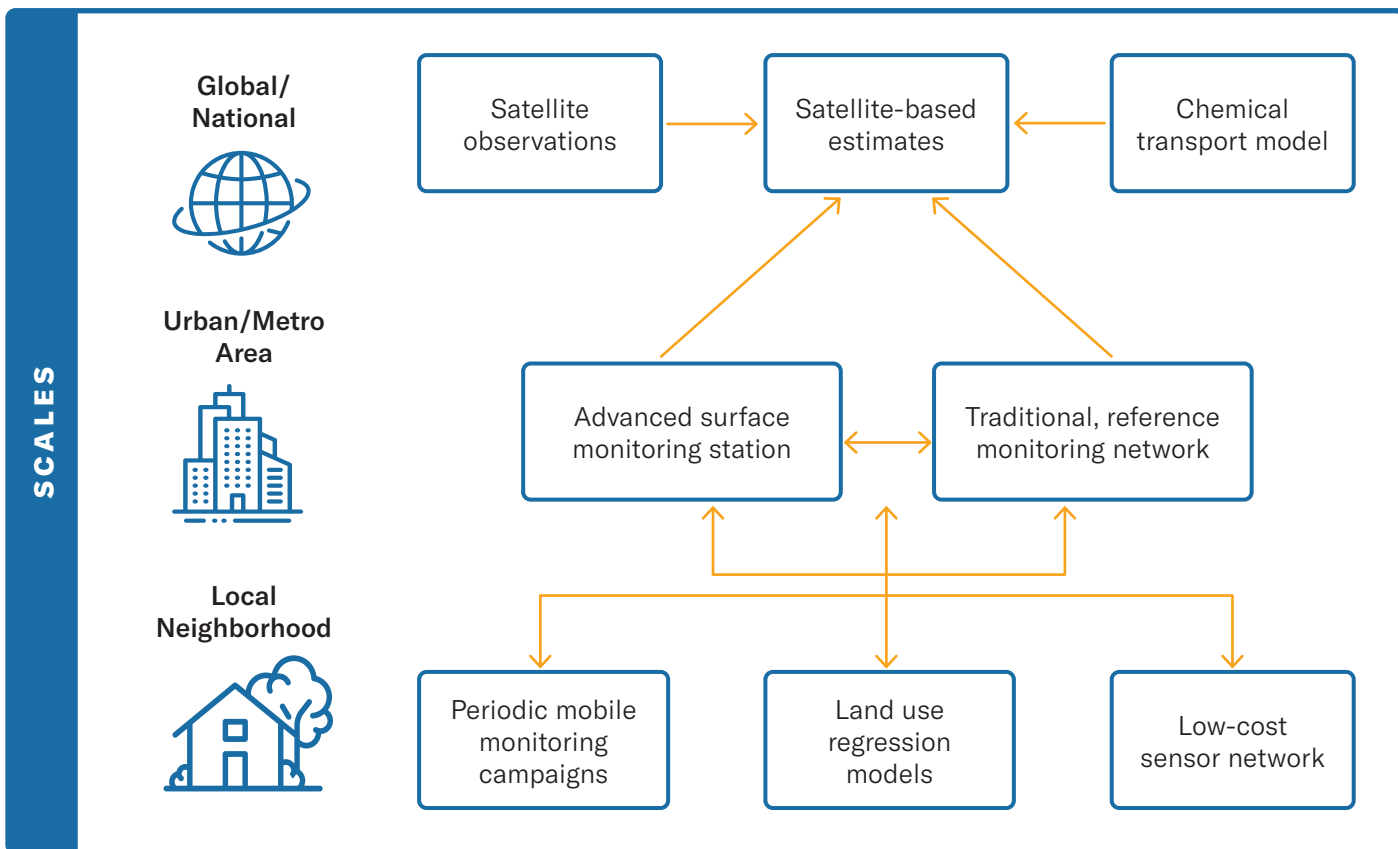 SCALES
Global/
National
Satellite
observations
Satellite-based
estimates
Chemical
transport model
Urban/Metro
Area
Advanced surface
monitoring station
Traditional, reference
monitoring network
Local
Neighborhood
Periodic mobile
monitoring
campaigns
Land use
regression
models
Low-cost
sensor network